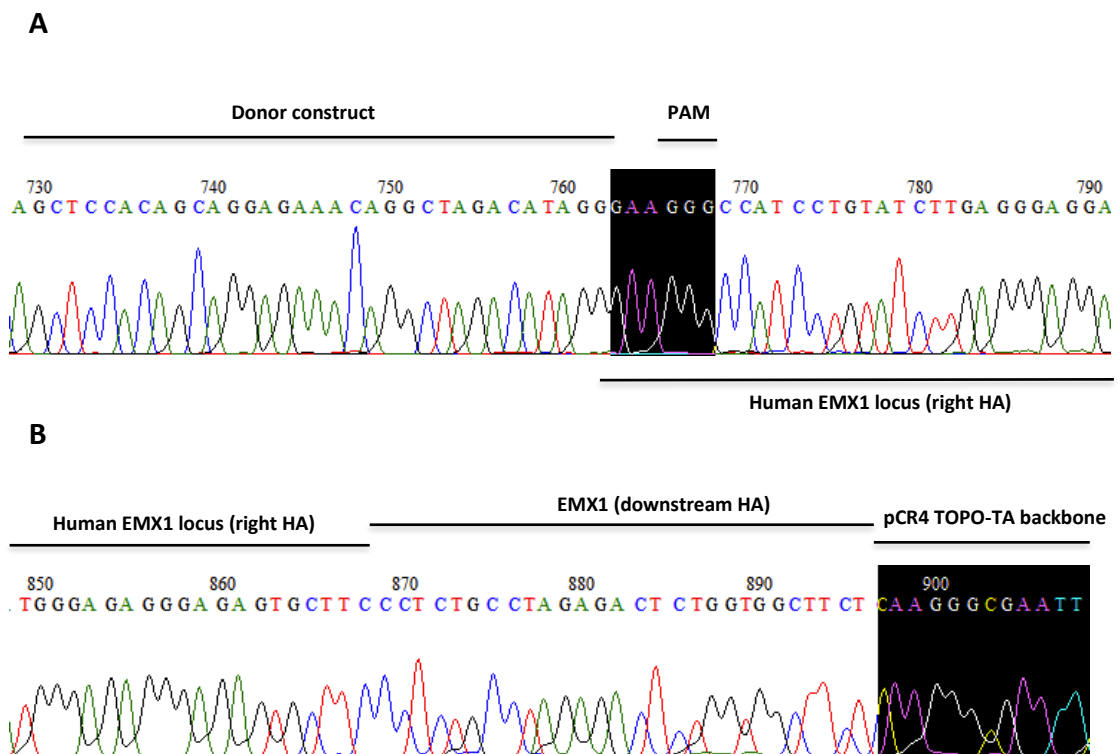 A
Donor construct
PAM
730 740 750 760 770 780 790
AGCTCCACAGCAGGAGAAACAGGCTAGACATAGGGAAGGGCCATCCTGTATCTTGAGGGAGGA
Human EMX1 locus (right HA)
B
Human EMX1 locus (right HA)
EMX1 (downstream HA)
pCR4 TOPO-TA backbone
850 860 870 880 890 900
TGGGAGAGGGAGAGTGCTTCCCTCTGCCTAGAGACTCTGGTGGCTTCTCAAGGGCGAATT